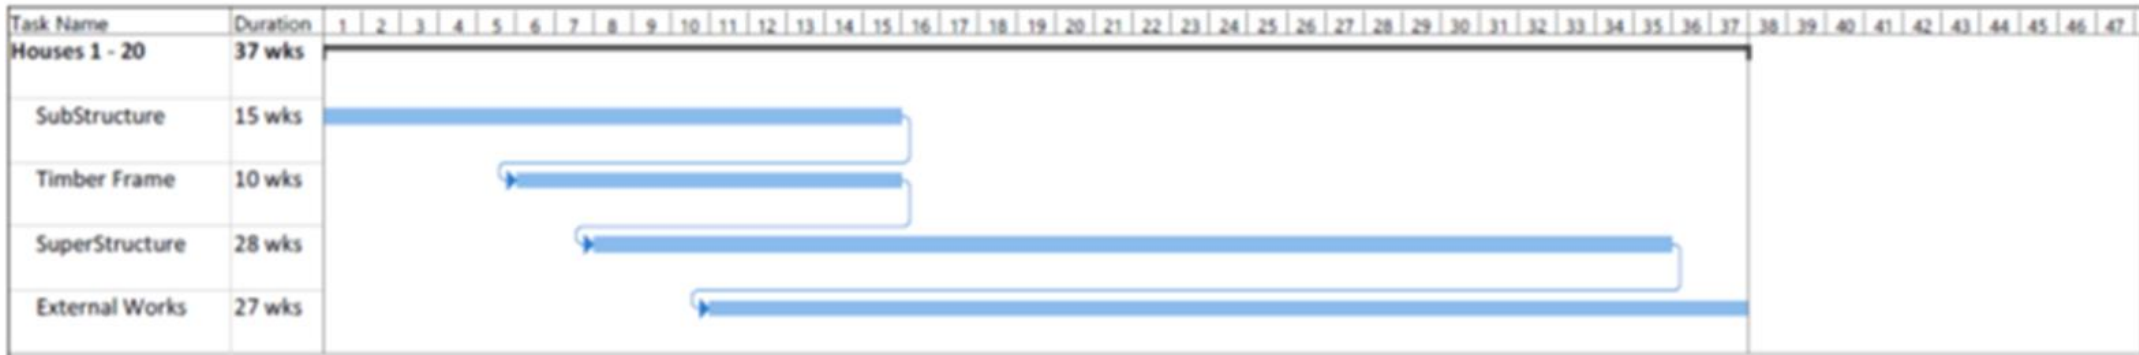 Task Name Duration 1 2 3 4 5 6 7 8 9 10 11 12 13 14 15 16 17 18 19 20 21 22 23 24 25 26 27 28 29 30 31 32 33 34 35 36 37 38 39 40 41 42 43 44 45 46 47
Houses 1 - 20 37 wks
SubStructure 15 wks
Timber Frame 10 wks
SuperStructure 28 wks
External Works 27 wks